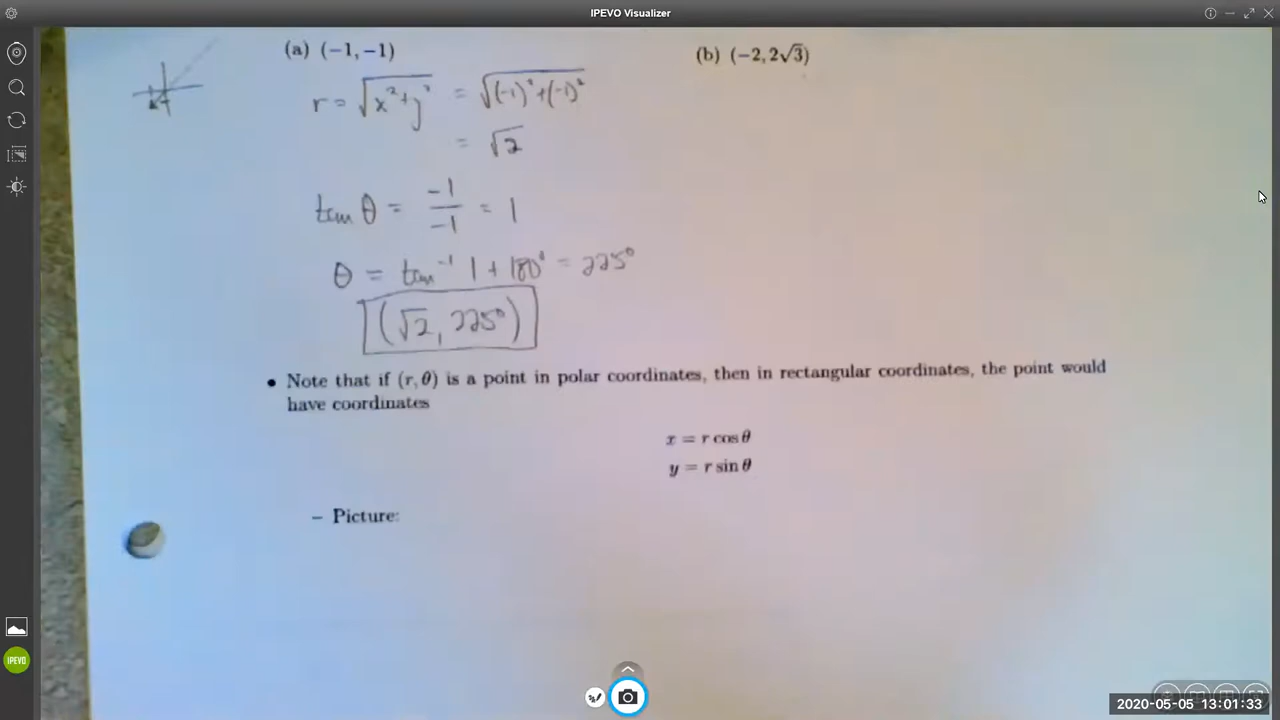 IPEVO Visualizer
(a) (−1, −1)
(b) (−2, 2√3)
r = √(x² + y²) = √((-1)² + (-1)²)
= √2
tan θ = -1/-1 = 1
θ = tan⁻¹ 1 + 180° = 225°
(√2, 225°)
• Note that if (r, θ) is a point in polar coordinates, then in rectangular coordinates, the point would
have coordinates
x = r cos θ
y = r sin θ
– Picture:
IPEVO
2020-05-05 13:01:33